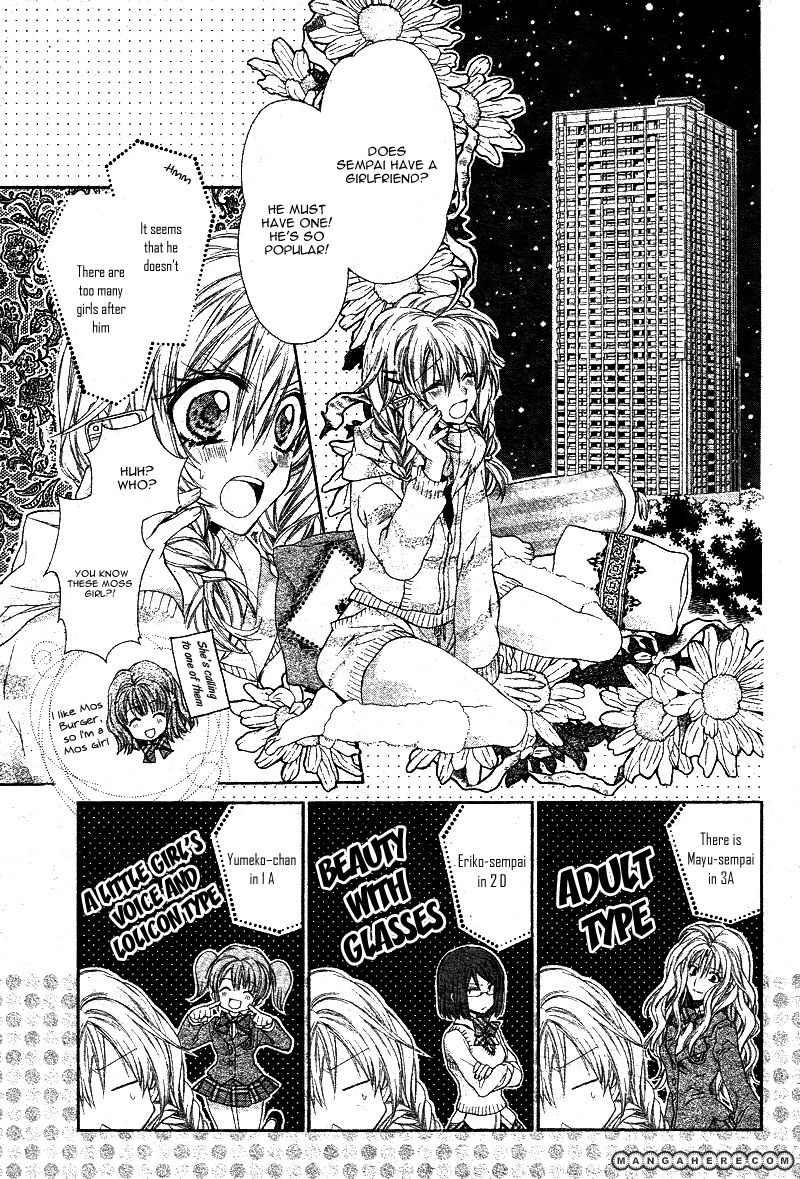 DOES
SEMPAI HAVE A
GIRLFRIEND?
HE MUST
HAVE ONE!
HE'S SO
POPULAR!
Hmm
It seems
that he
doesn't
There are
too many
girls after
him
HUH?
WHO?
YOU KNOW
THESE MOSS
GIRL?!
She's calling
to one of them
I like Mos
Burger,
so I'm a
Mos Girl
There is
Mayu-sempai
in 3A
ADULT
TYPE
Eriko-sempai
in 2 D
BEAUTY
WITH
GLASSES
Yumeko-chan
in 1 A
A LITTLE GIRL'S
VOICE AND
LOLICON TYPE
MANGAHERE.COM